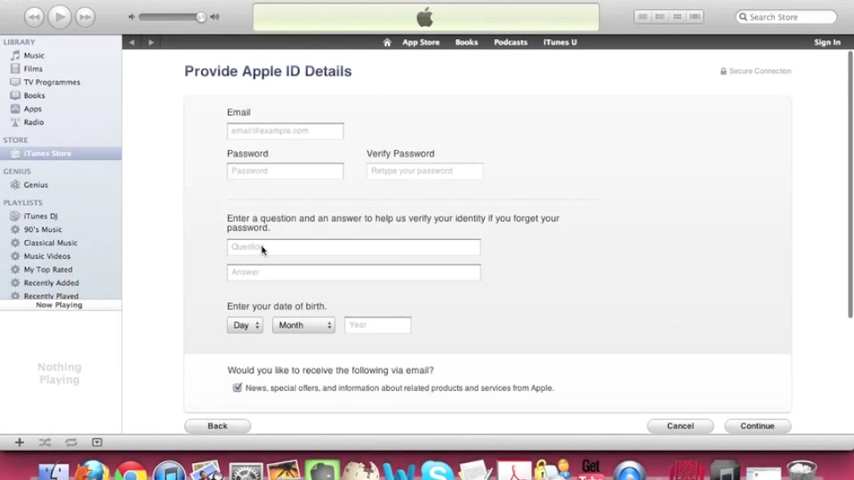 Search Store
LIBRARY
Music
Films
TV Programmes
Books
Apps
Radio
STORE
iTunes Store
GENIUS
Genius
PLAYLISTS
iTunes DJ
90's Music
Classical Music
Music Videos
My Top Rated
Recently Added
Recently Played
Now Playing
Nothing
Playing
App Store Books Podcasts iTunes U Sign In
Provide Apple ID Details
Secure Connection
Email
email@example.com
Password Verify Password
Password Retype your password
Enter a question and an answer to help us verify your identity if you forget your
password.
Question
Answer
Enter your date of birth.
Day Month Year
Would you like to receive the following via email?
News, special offers, and information about related products and services from Apple.
Back Cancel Continue
Get
Tube